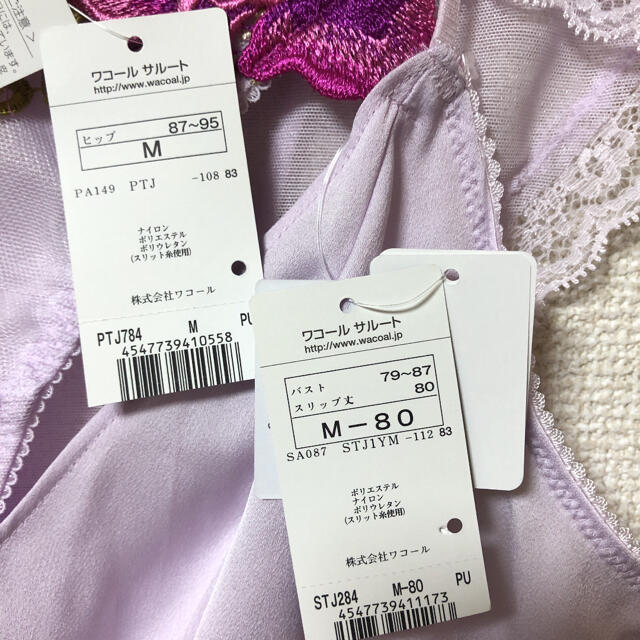 ワコール サルート
http://www.wacoal.jp
ヒップ 87~95
M
PA149 PTJ -108 83
ナイロン
ポリエステル
ポリウレタン
(スリット糸使用)
株式会社ワコール
PTJ784 M PU
4547739410558
ワコール サルート
http://www.wacoal.jp
バスト 79~87
スリップ丈 80
M-80
SA087 STJ1YM -112 83
ポリエステル
ナイロン
ポリウレタン
(スリット糸使用)
株式会社ワコール
STJ284 M-80 PU
4547739411173